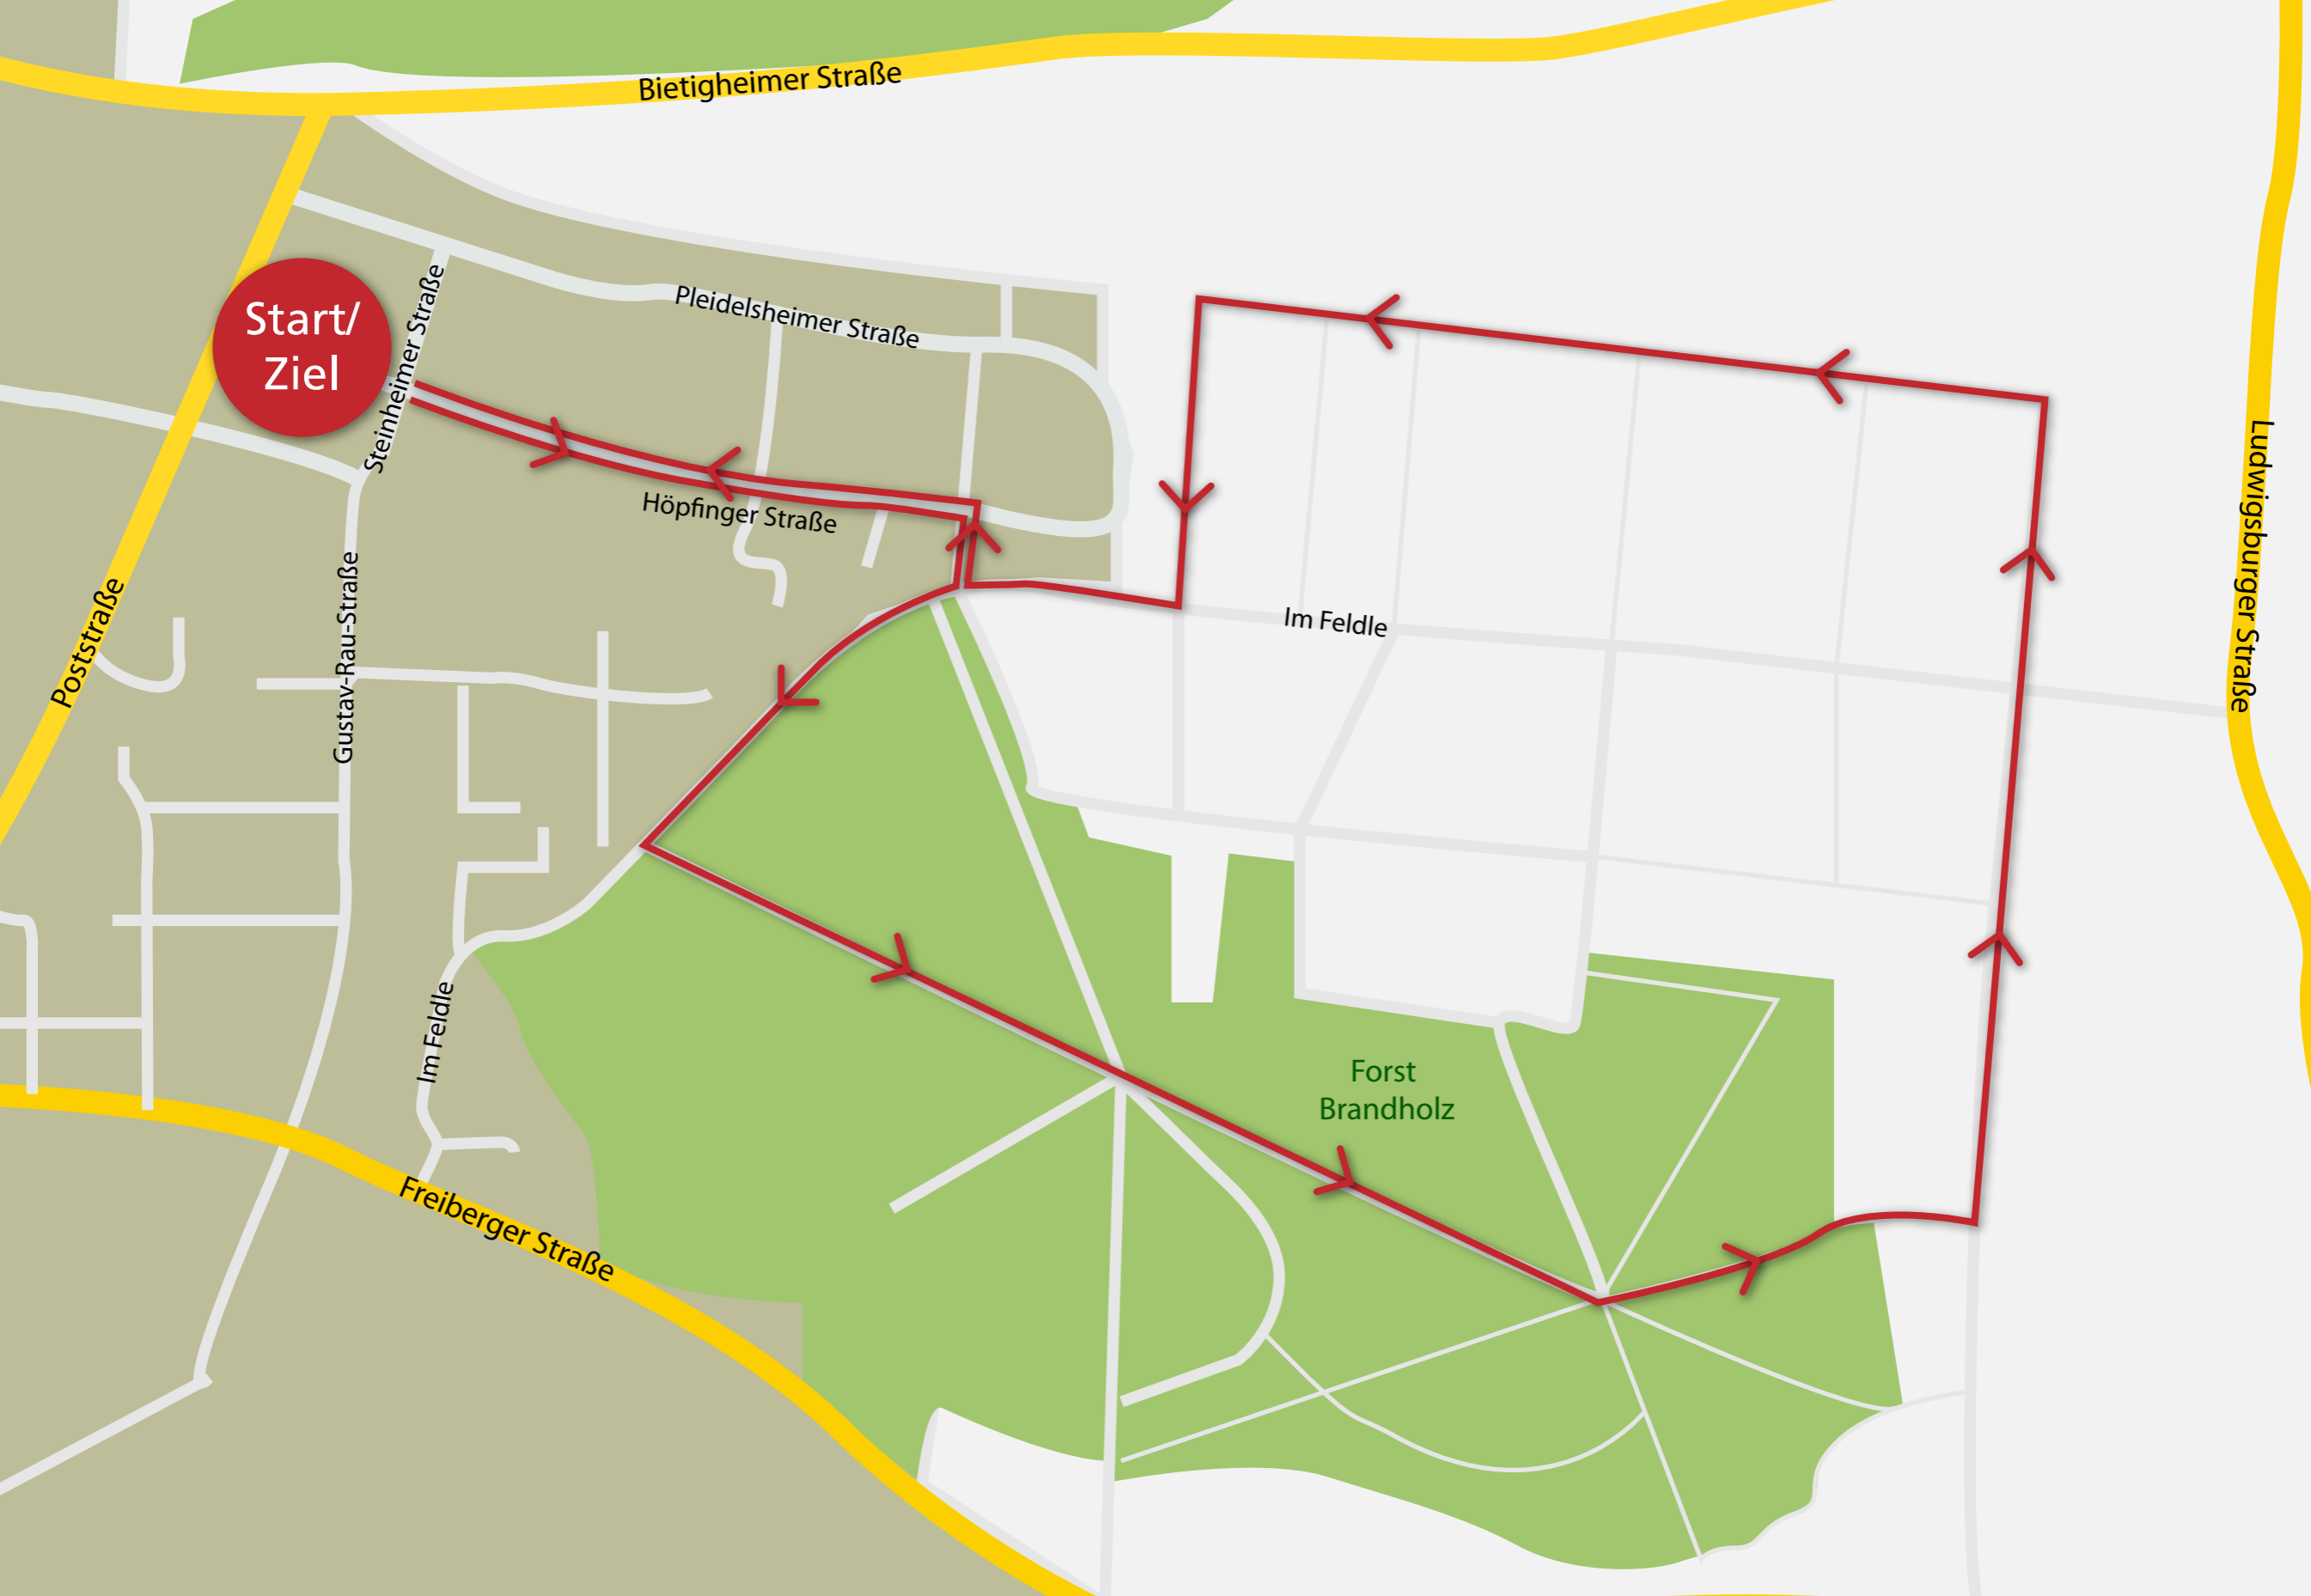 Bietigheimer Straße
Start/
Ziel
Steinheimer Straße
Pleidelsheimer Straße
Höpfinger Straße
Ludwigsburger Straße
Poststraße
Gustav-Rau-Straße
Im Feldle
Im Feldle
Forst
Brandholz
Freiberger Straße